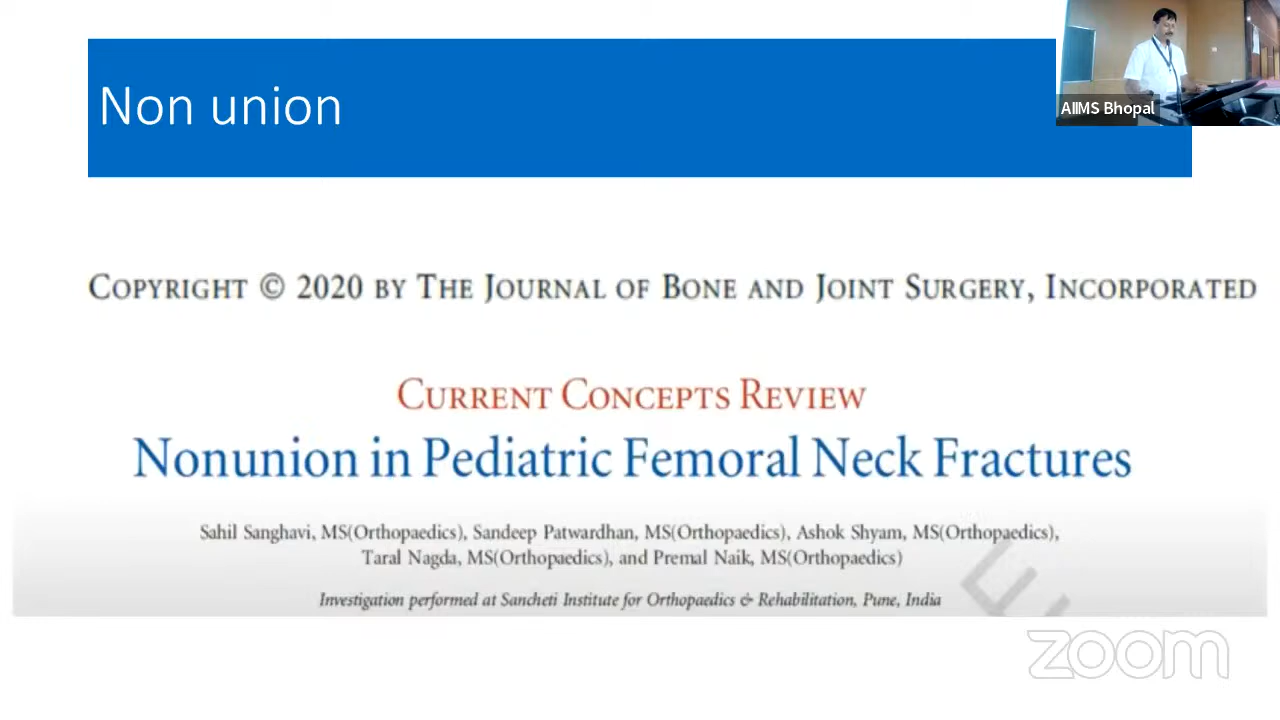 Non union
AIIMS Bhopal
COPYRIGHT © 2020 BY THE JOURNAL OF BONE AND JOINT SURGERY, INCORPORATED
CURRENT CONCEPTS REVIEW
Nonunion in Pediatric Femoral Neck Fractures
Sahil Sanghavi, MS(Orthopaedics), Sandeep Patwardhan, MS(Orthopaedics), Ashok Shyam, MS(Orthopaedics),
Taral Nagda, MS(Orthopaedics), and Premal Naik, MS(Orthopaedics)
Investigation performed at Sancheti Institute for Orthopaedics & Rehabilitation, Pune, India
zoom